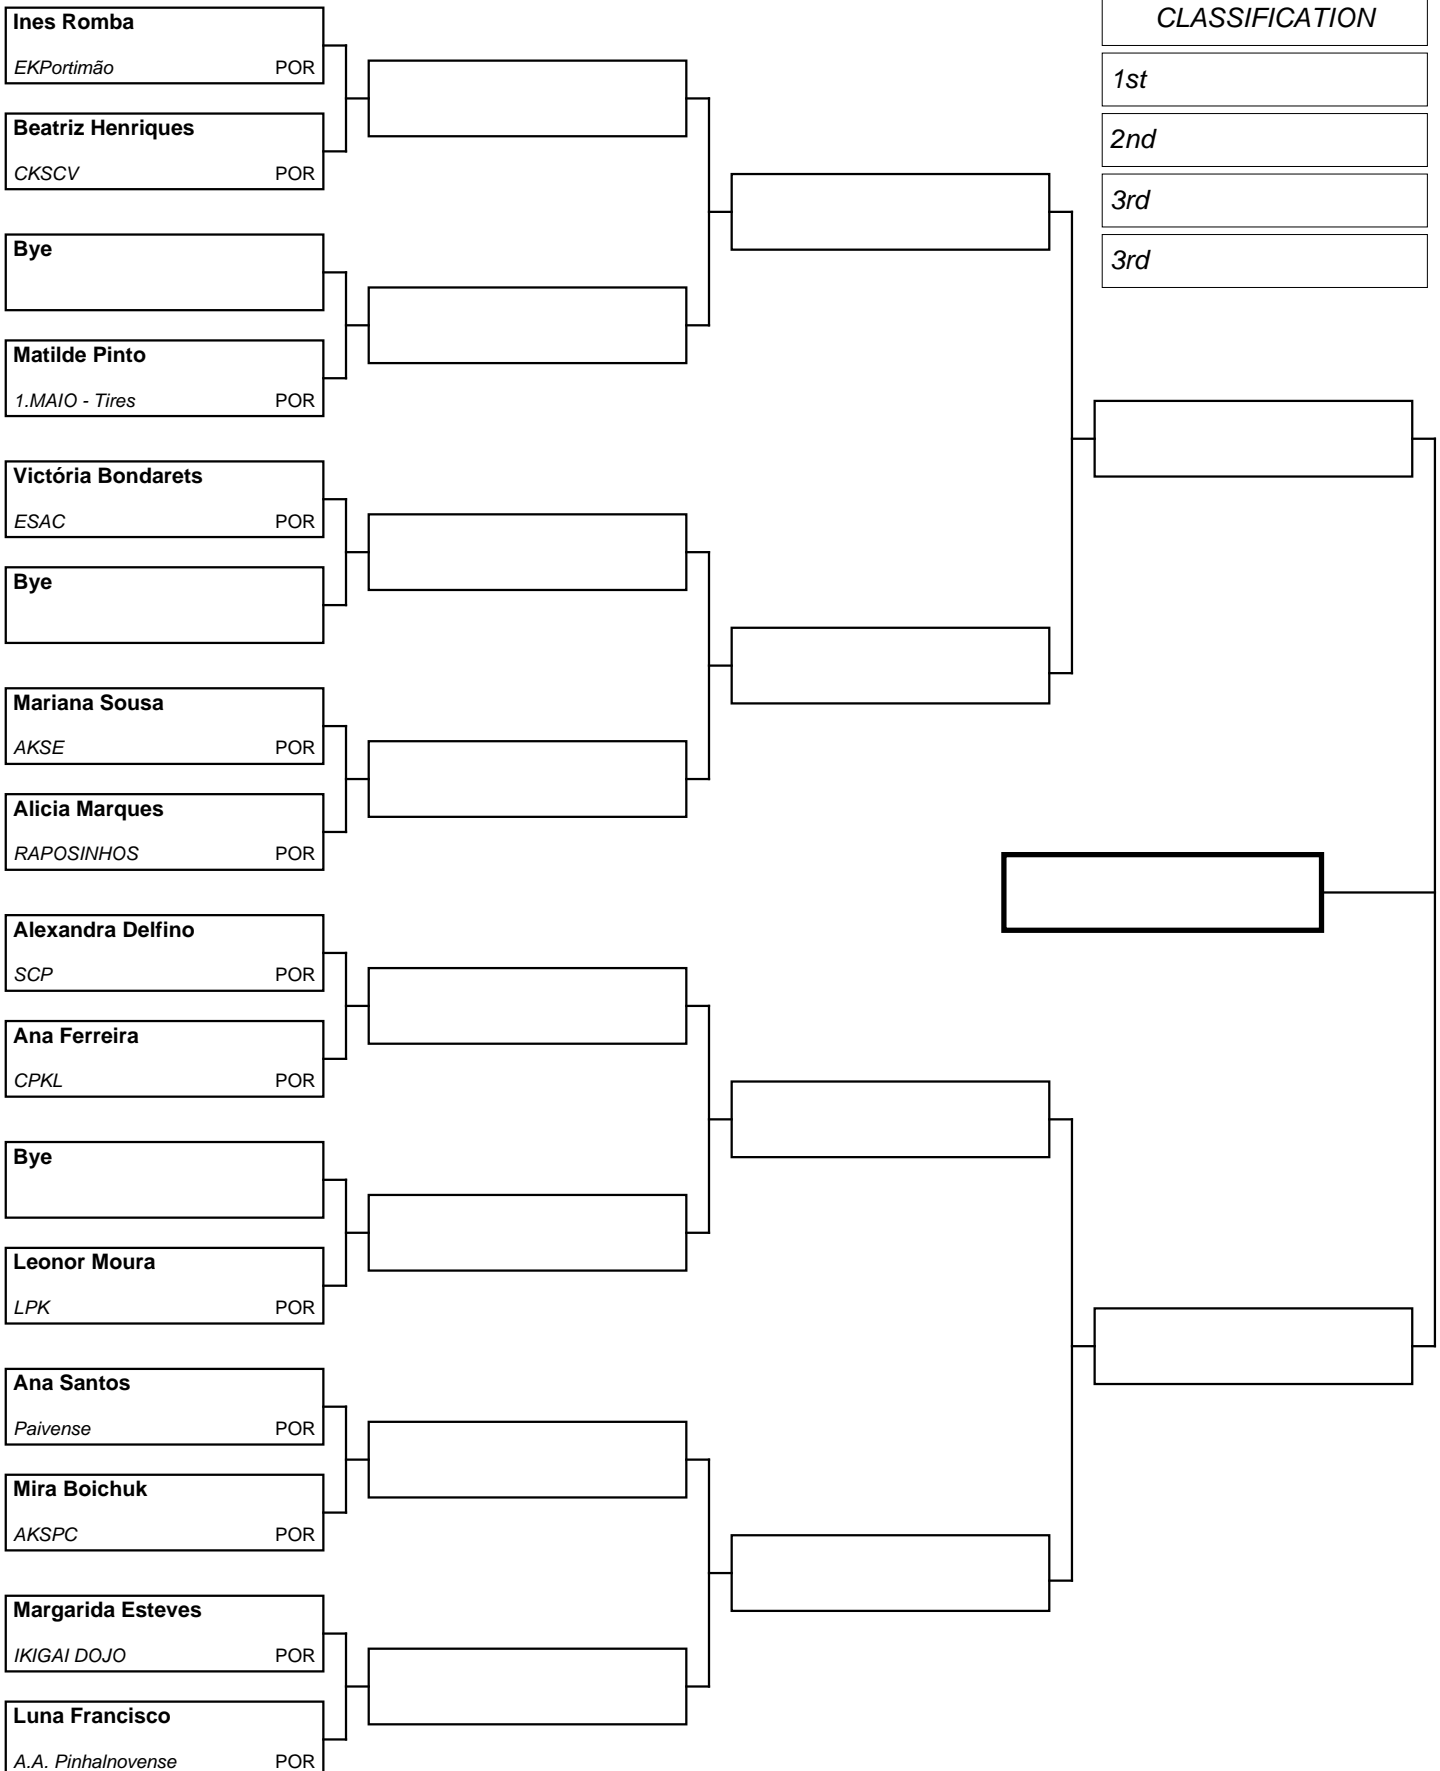 Ines Romba
EKPortimão POR
Beatriz Henriques
CKSCV POR
Bye
Matilde Pinto
1.MAIO - Tires POR
Victória Bondarets
ESAC POR
Bye
Mariana Sousa
AKSE POR
Alicia Marques
RAPOSINHOS POR
Alexandra Delfino
SCP POR
Ana Ferreira
CPKL POR
Bye
Leonor Moura
LPK POR
Ana Santos
Paivense POR
Mira Boichuk
AKSPC POR
Margarida Esteves
IKIGAI DOJO POR
Luna Francisco
A.A. Pinhalnovense POR
CLASSIFICATION
1st
2nd
3rd
3rd